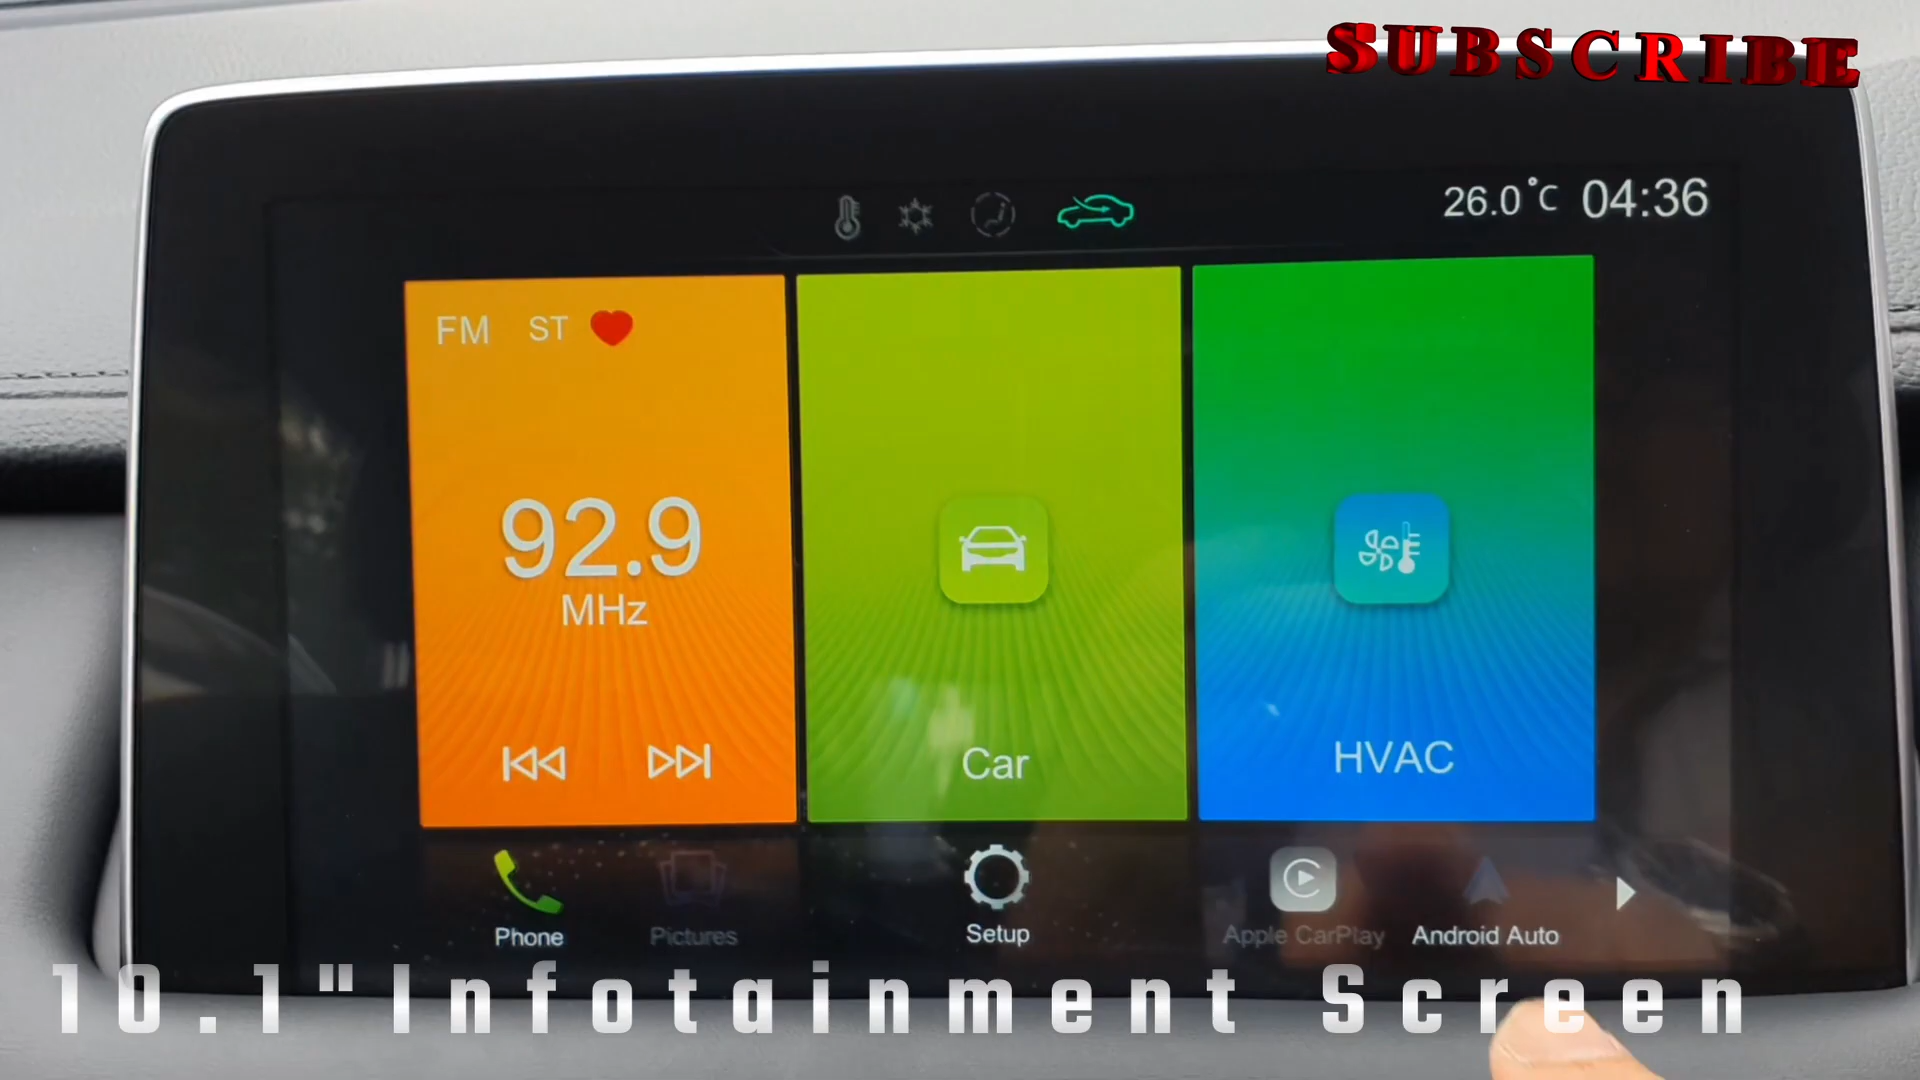 SUBSCRIBE
26.0°C 04:36
FM ST
92.9
MHz
Car
HVAC
Phone
Pictures
Setup
Apple CarPlay
Android Auto
10.1"Infotainment Screen